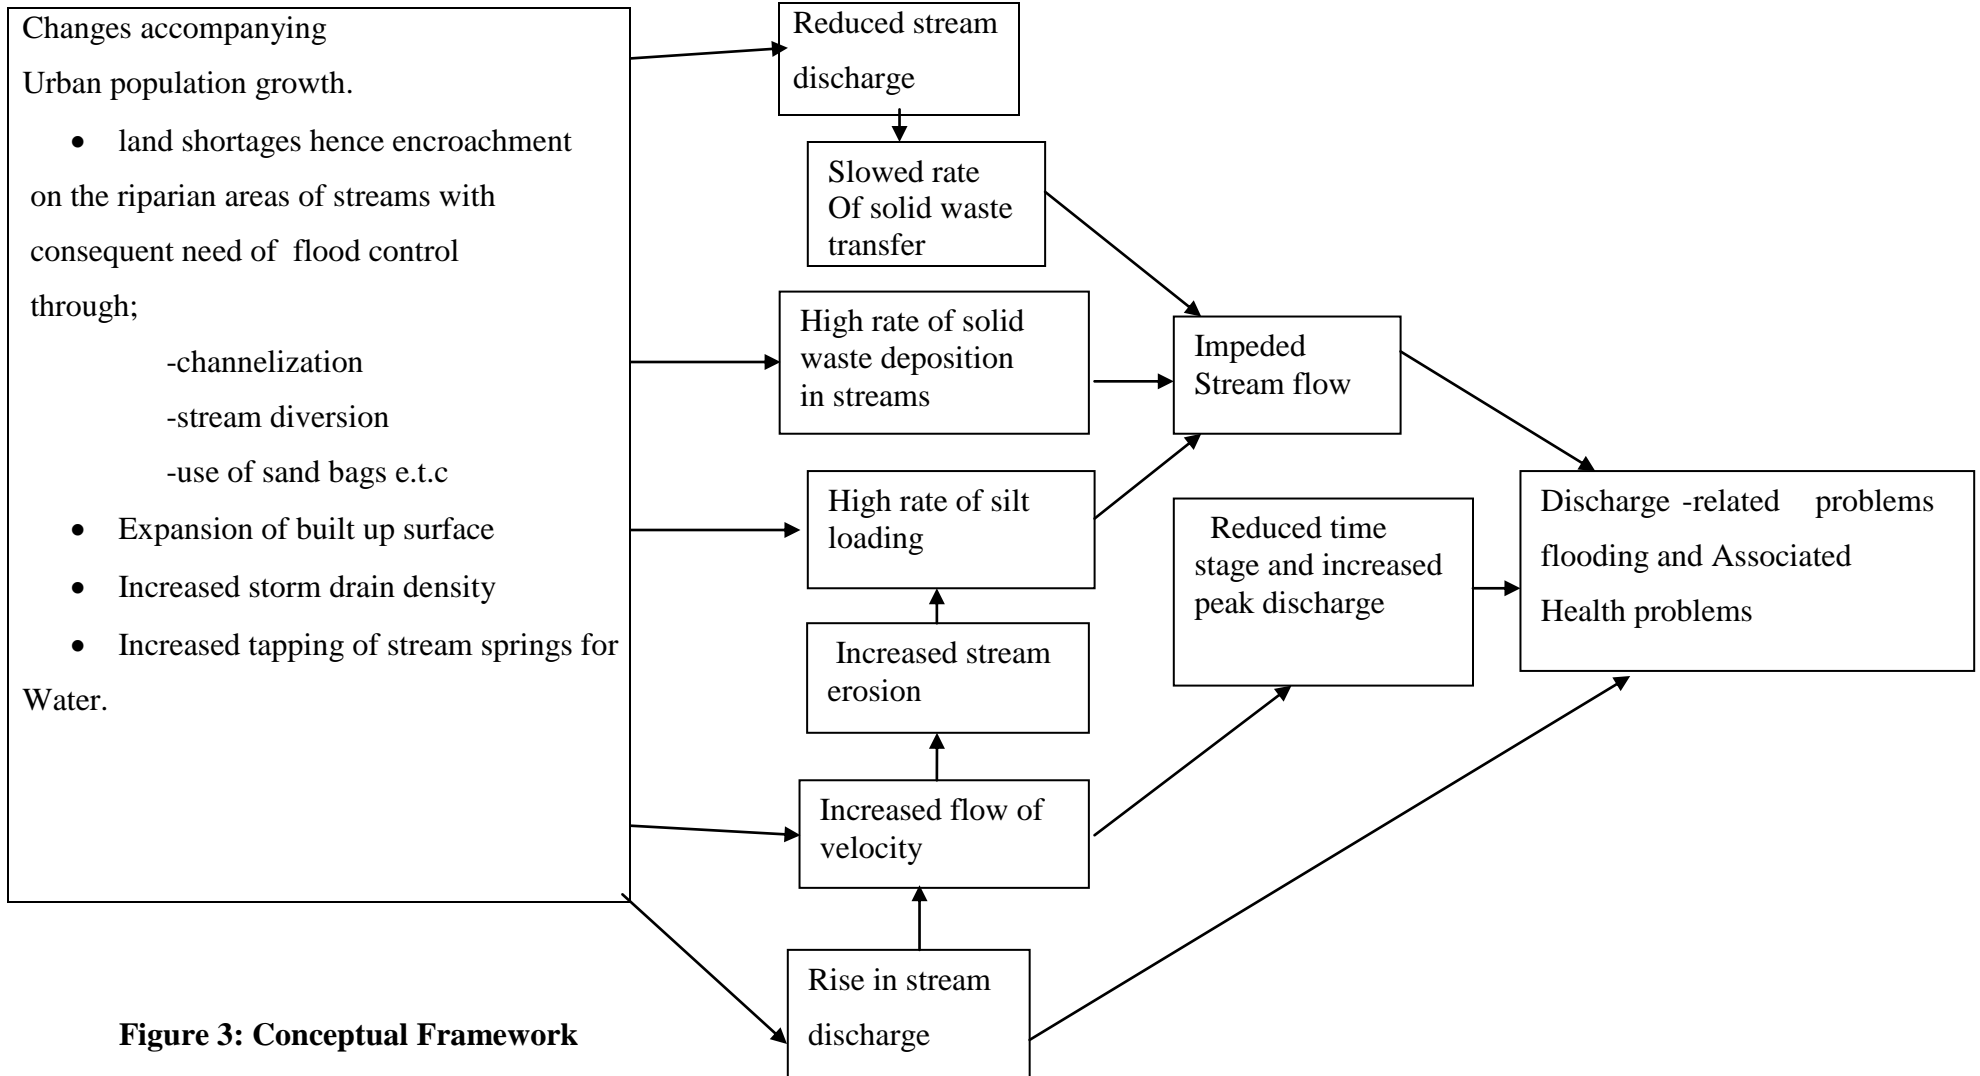 Changes accompanying
Urban population growth.
• land shortages hence encroachment
on the riparian areas of streams with
consequent need of flood control
through;
-channelization
-stream diversion
-use of sand bags e.t.c
• Expansion of built up surface
• Increased storm drain density
• Increased tapping of stream springs for
Water.
Reduced stream
discharge
Slowed rate
Of solid waste
transfer
High rate of solid
waste deposition
in streams
High rate of silt
loading
Increased stream
erosion
Increased flow of
velocity
Rise in stream
discharge
Impeded
Stream flow
Reduced time
stage and increased
peak discharge
Discharge -related problems
flooding and Associated
Health problems
Figure 3: Conceptual Framework